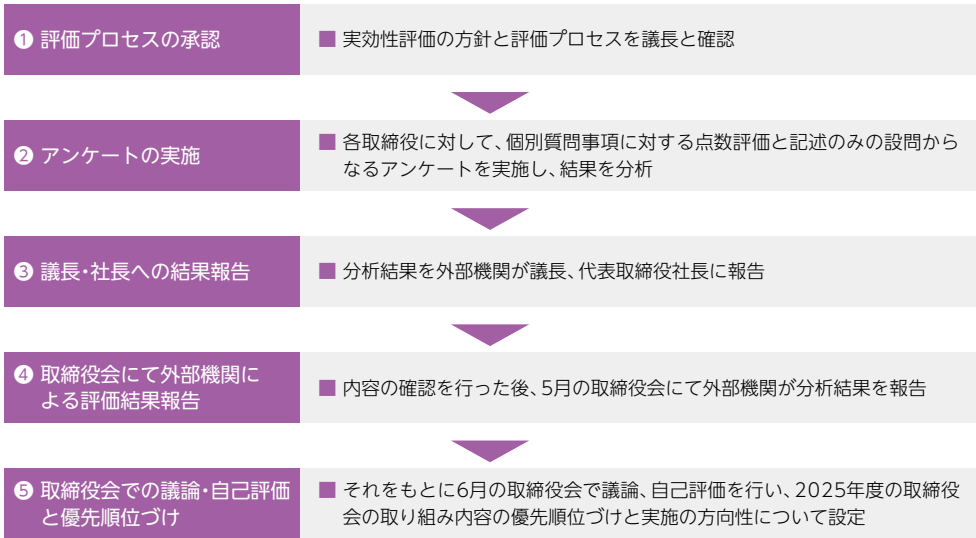 ❶ 評価プロセスの承認
■ 実効性評価の方針と評価プロセスを議長と確認
❷ アンケートの実施
■ 各取締役に対して、個別質問事項に対する点数評価と記述のみの設問から
なるアンケートを実施し、結果を分析
❸ 議長・社長への結果報告
■ 分析結果を外部機関が議長、代表取締役社長に報告
❹ 取締役会にて外部機関に
よる評価結果報告
■ 内容の確認を行った後、5月の取締役会にて外部機関が分析結果を報告
❺ 取締役会での議論・自己評価
と優先順位づけ
■ それをもとに6月の取締役会で議論、自己評価を行い、2025年度の取締役
会の取り組み内容の優先順位づけと実施の方向性について設定